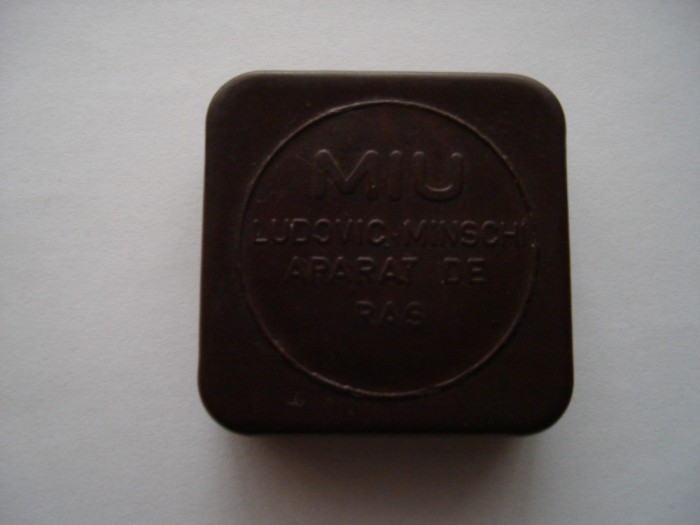 MIU
LUDOVIC MINSCHI
APARAT DE
RAS